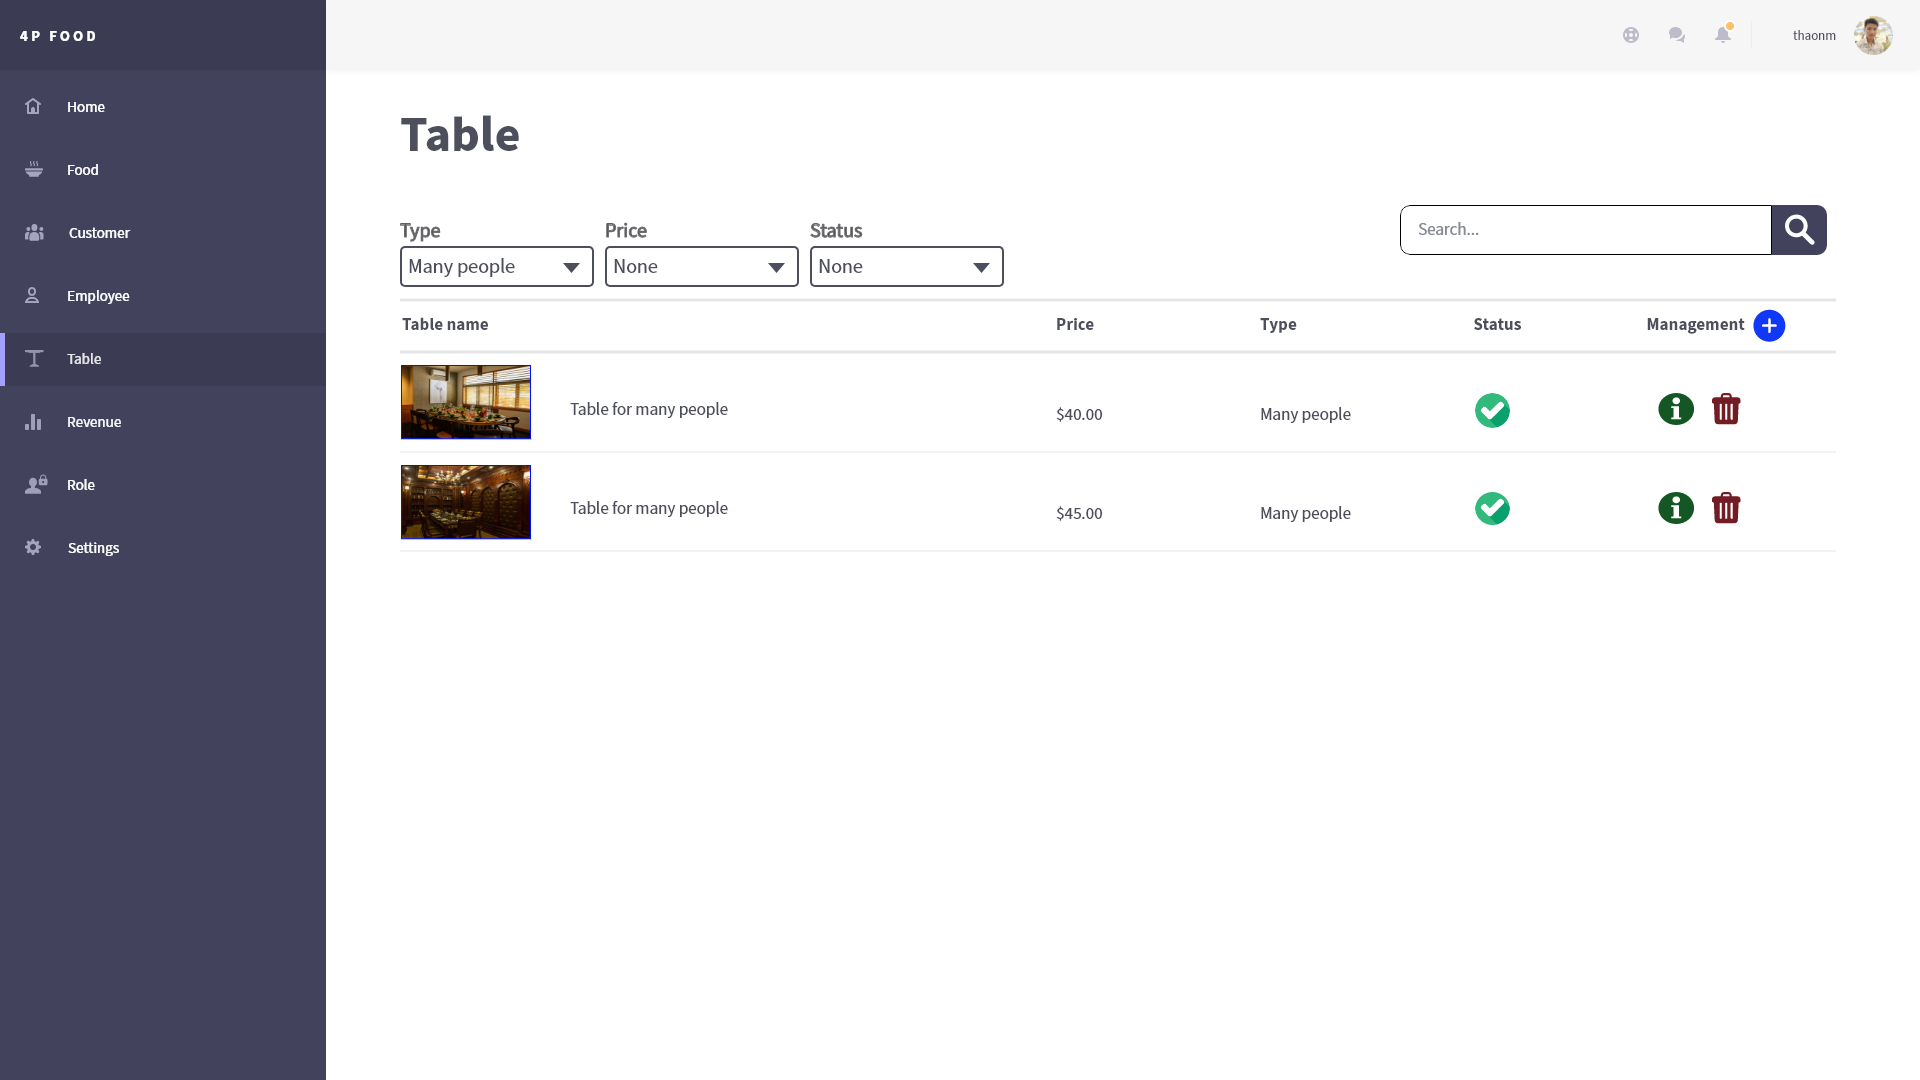 4P FOOD
thaonm
Home
Food
Customer
Employee
Table
Revenue
Role
Settings
Table
Type
Price
Status
Many people
None
None
Search...
Table name
Price
Type
Status
Management
Table for many people
$40.00
Many people
Table for many people
$45.00
Many people